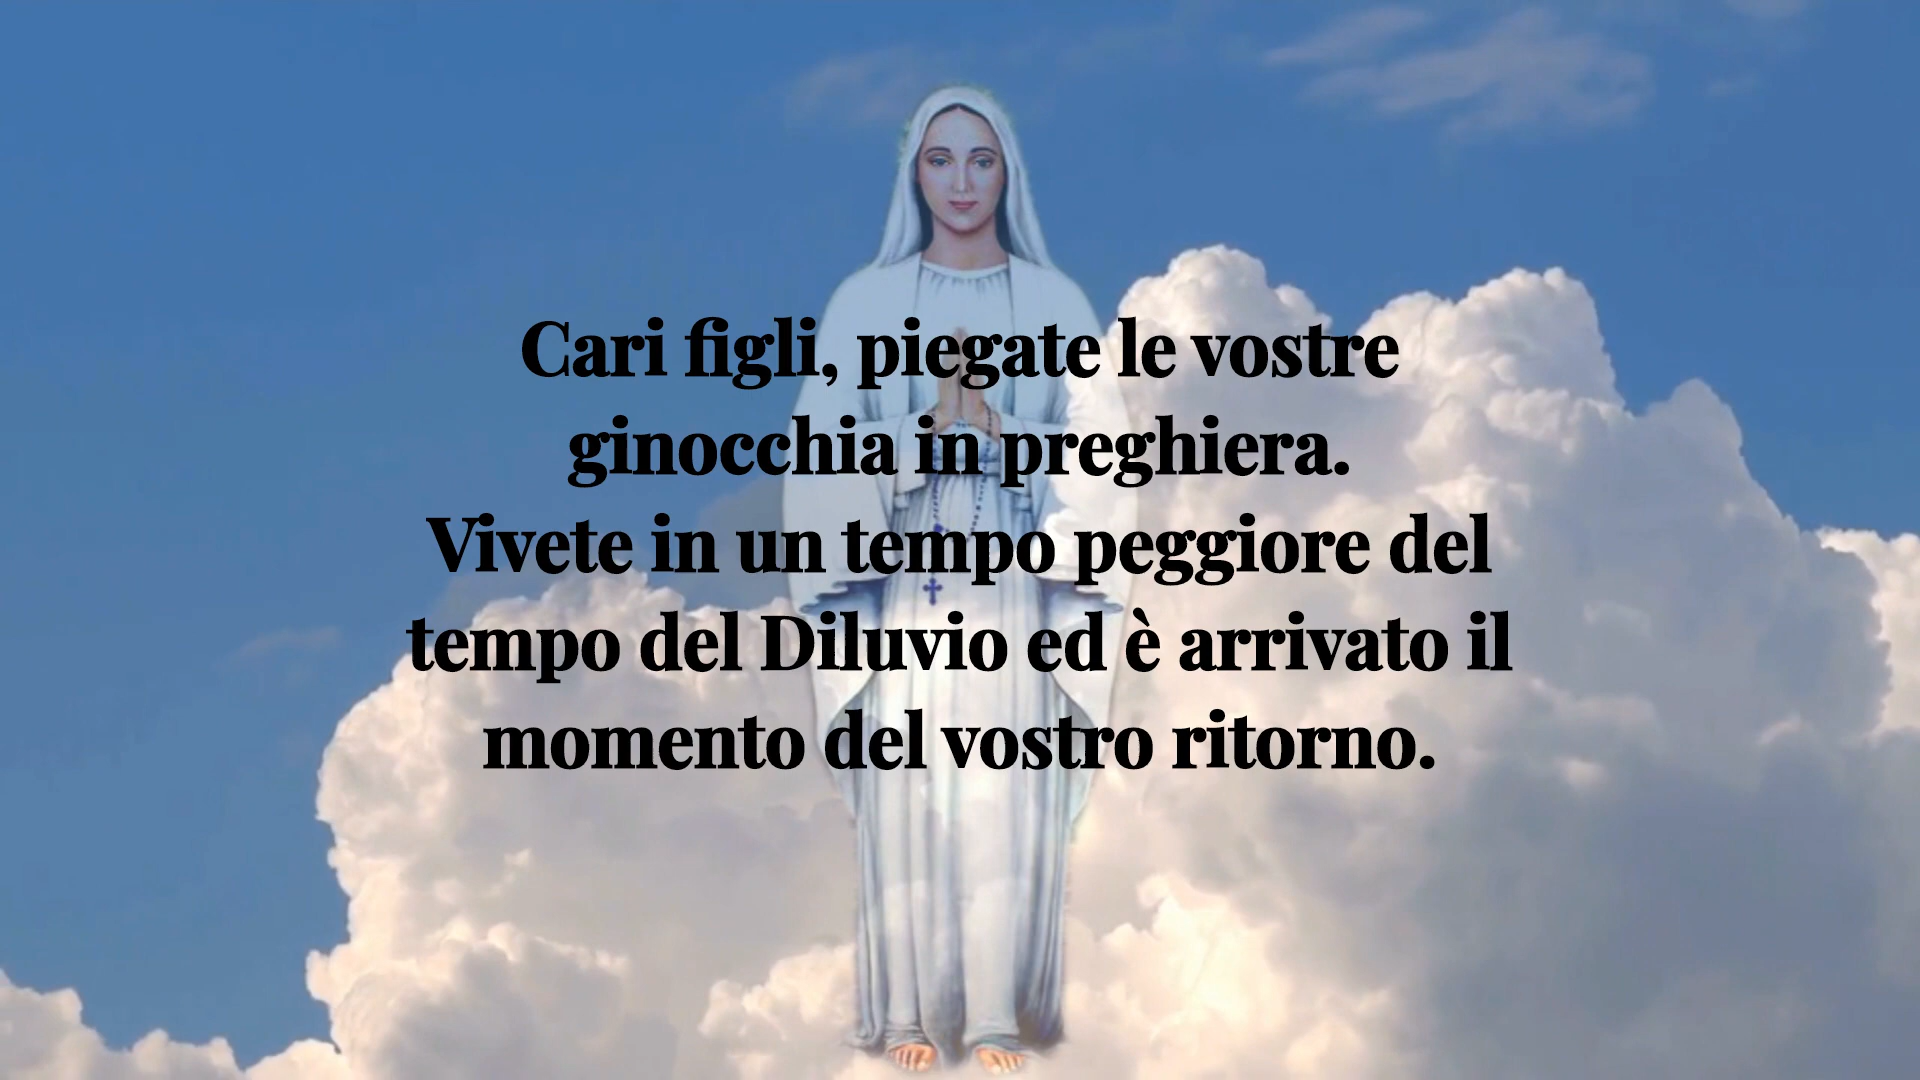 Cari figli, piegate le vostre
ginocchia in preghiera.
Vivete in un tempo peggiore del
tempo del Diluvio ed è arrivato il
momento del vostro ritorno.